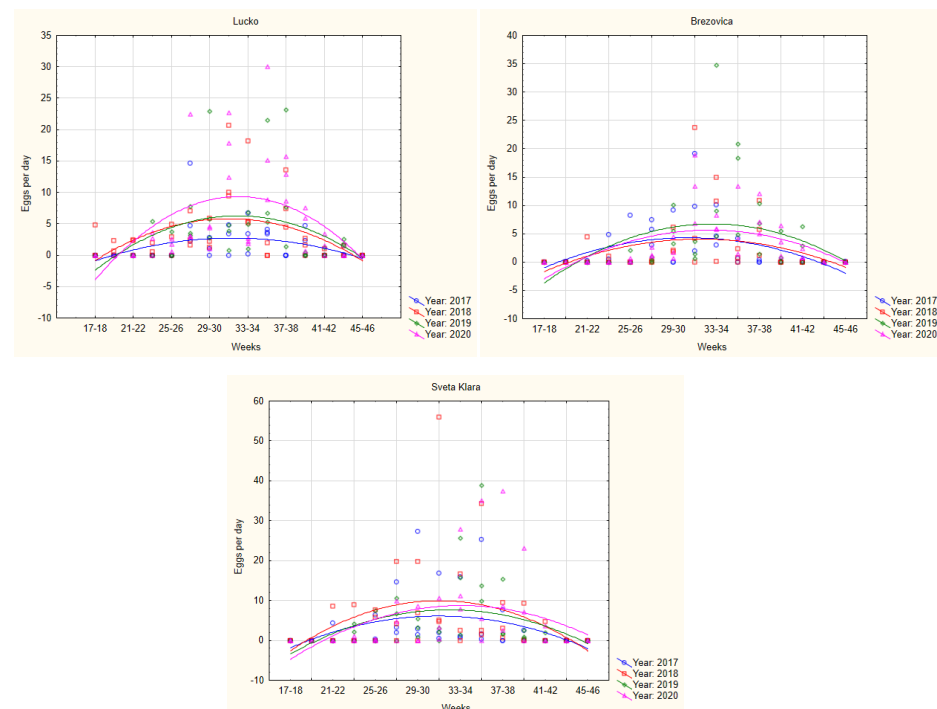 Lucko
35
30
25
20
15
10
5
0
-5
-10
Eggs per day
17-18 21-22 25-26 29-30 33-34 37-38 41-42 45-46
Weeks
Year: 2017
Year: 2018
Year: 2019
Year: 2020
Brezovica
40
35
30
25
20
15
10
5
0
-5
-10
Eggs per day
17-18 21-22 25-26 29-30 33-34 37-38 41-42 45-46
Weeks
Year: 2017
Year: 2018
Year: 2019
Year: 2020
Sveta Klara
60
50
40
30
20
10
0
-10
Eggs per day
17-18 21-22 25-26 29-30 33-34 37-38 41-42 45-46
Weeks
Year: 2017
Year: 2018
Year: 2019
Year: 2020